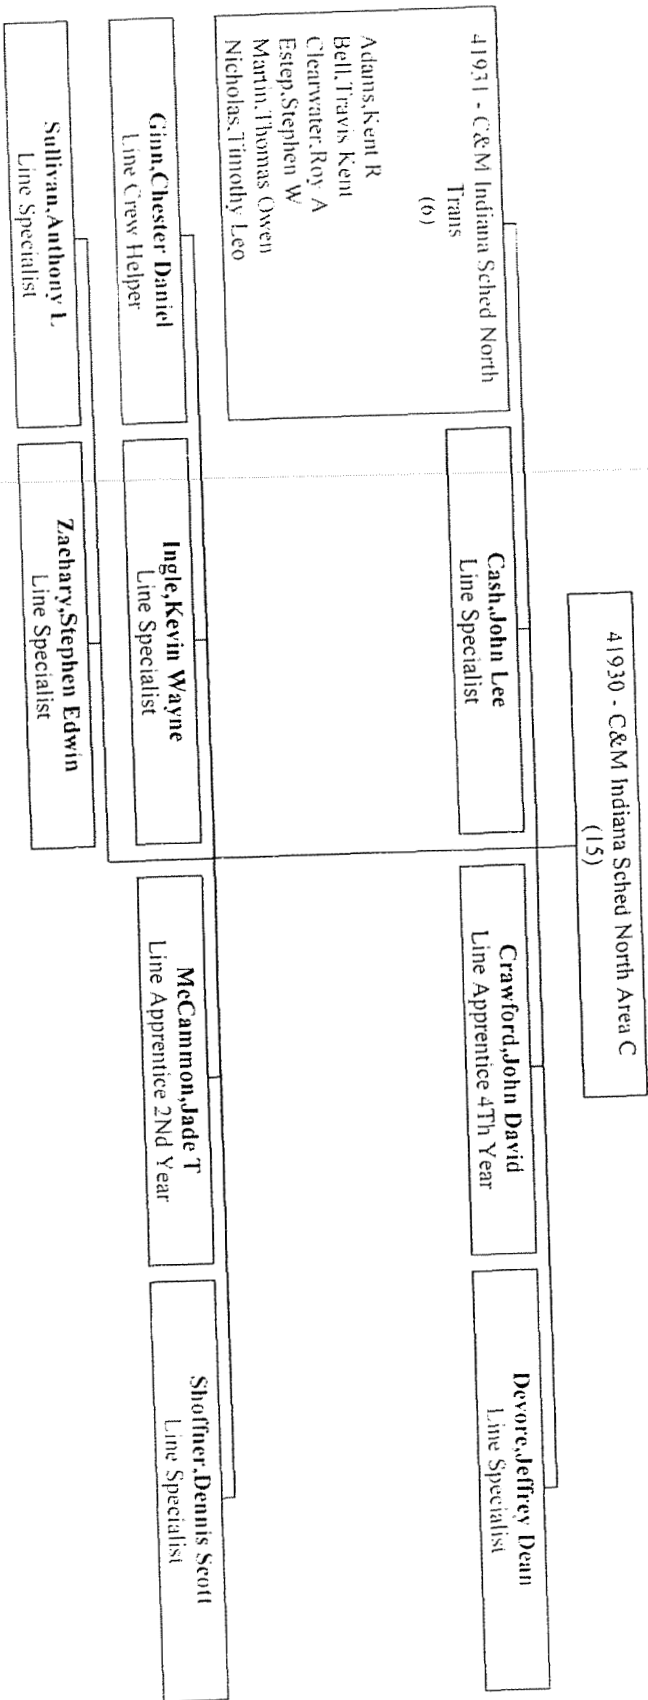 41930 - C&M Indiana Sched North Area C
(15)
41931 - C&M Indiana Sched North
Trans
(6)
Adams,Kent R
Bell,Travis Kent
Clearwater,Roy A
Estep,Stephen W
Martin,Thomas Owen
Nicholas,Timothy Leo
Cash,John Lee
Line Specialist
Crawford,John David
Line Apprentice 4Th Year
Devore,Jeffrey Dean
Line Specialist
Ginn,Chester Daniel
Line Crew Helper
Ingle,Kevin Wayne
Line Specialist
McCammon,Jade T
Line Apprentice 2Nd Year
Shoffner,Dennis Scott
Line Specialist
Sullivan,Anthony L
Line Specialist
Zachary,Stephen Edwin
Line Specialist